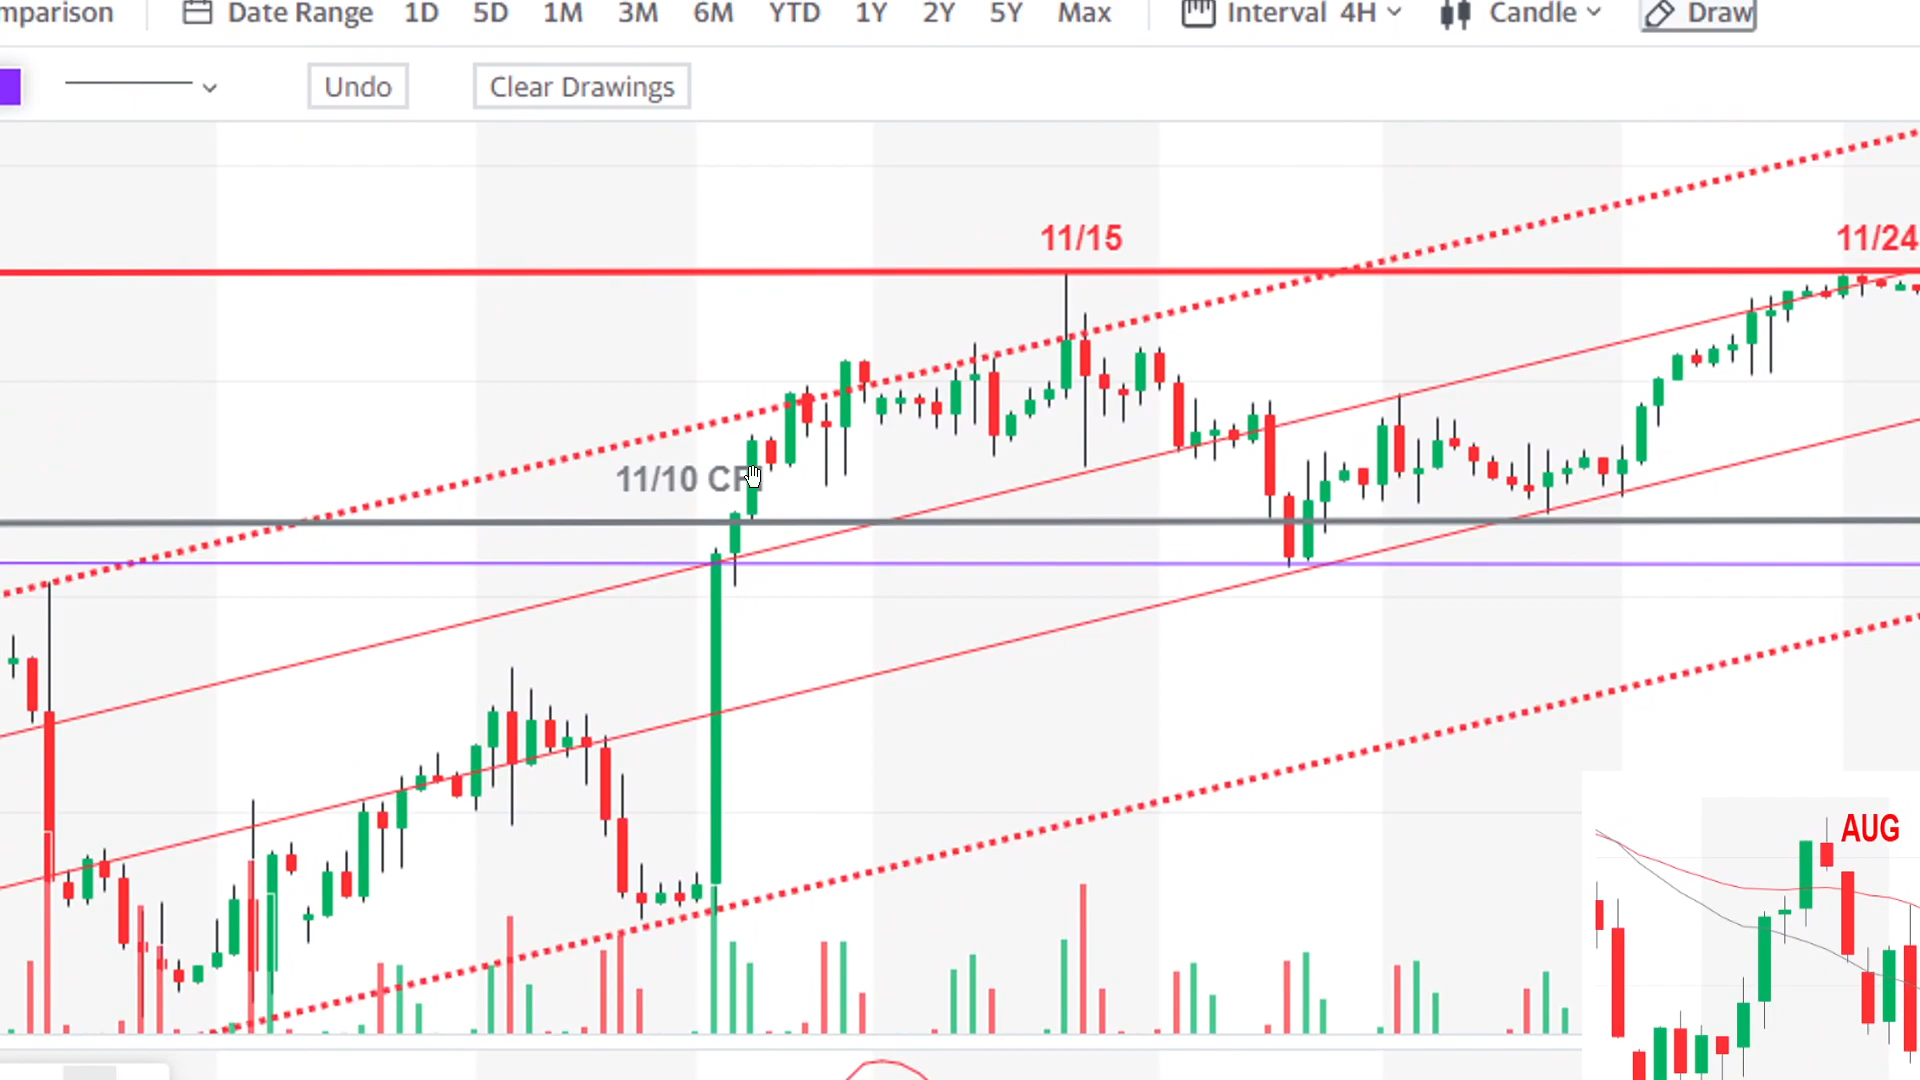 mparison Date Range 1D 5D 1M 3M 6M YTD 1Y 2Y 5Y Max Interval 4H Candle Draw
Undo Clear Drawings
11/15 11/24
11/10 CPI
AUG